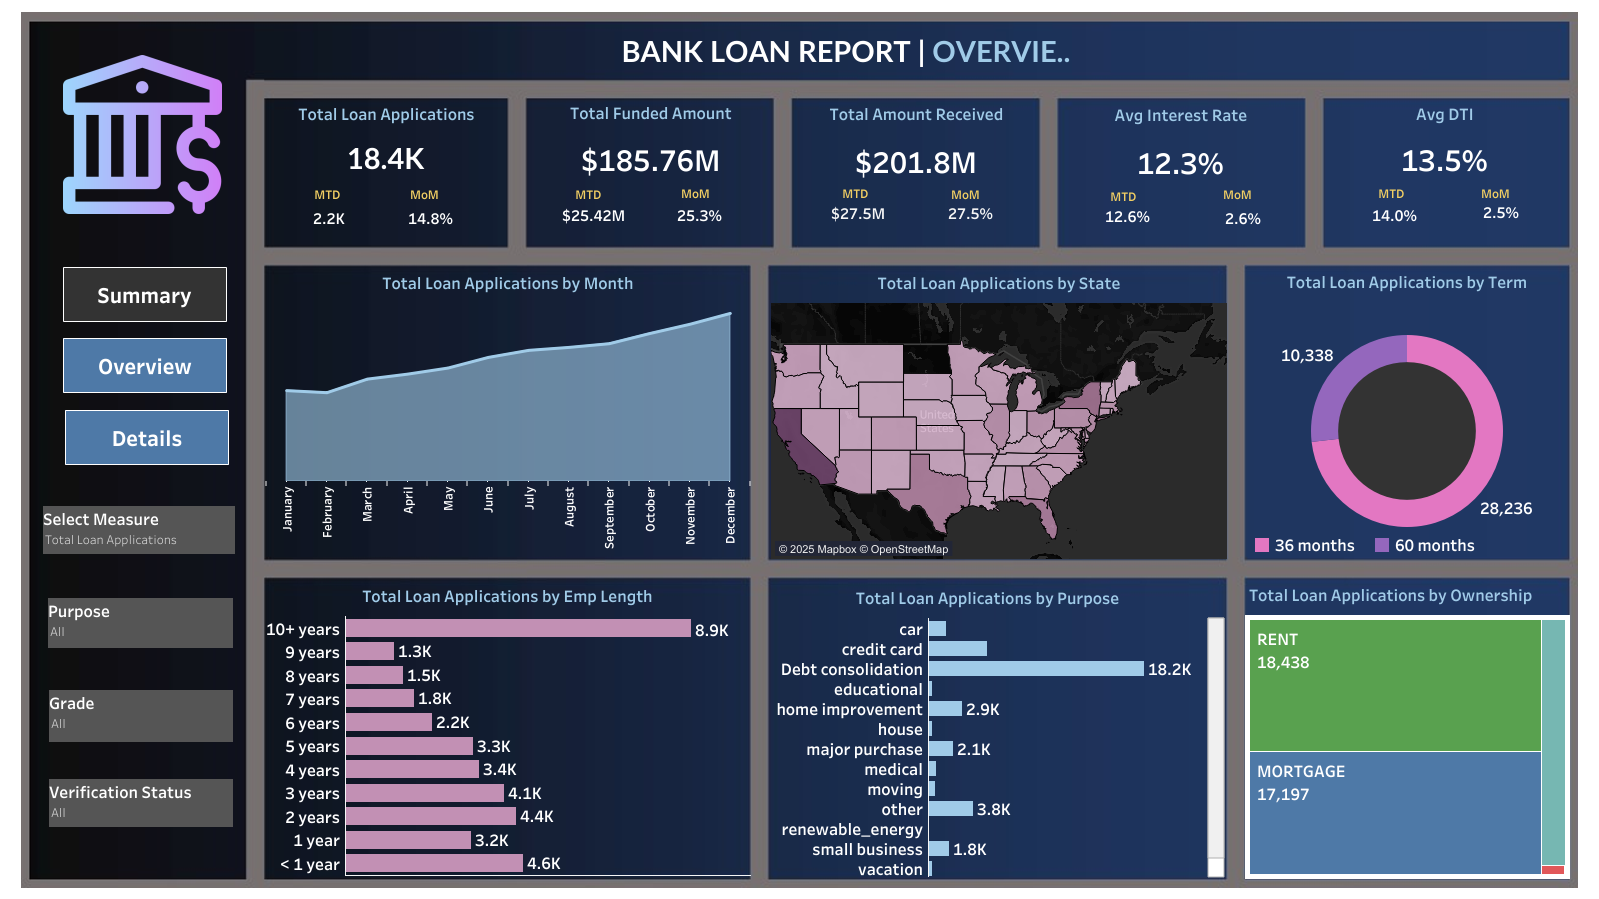 BANK LOAN REPORT | OVERVIE..
Summary
Overview
Details
Select Measure
Total Loan Applications
Purpose
All
Grade
All
Verification Status
All
Total Loan Applications
18.4K
MTD MoM
2.2K 14.8%
Total Funded Amount
$185.76M
MTD MoM
$25.42M 25.3%
Total Amount Received
$201.8M
MTD MoM
$27.5M 27.5%
Avg Interest Rate
12.3%
MTD MoM
12.6% 2.6%
Avg DTI
13.5%
MTD MoM
14.0% 2.5%
Total Loan Applications by Month
January
February
March
April
May
June
July
August
September
October
November
December
Total Loan Applications by State
United
States
© 2025 Mapbox © OpenStreetMap
Total Loan Applications by Term
10,338
28,236
36 months 60 months
Total Loan Applications by Emp Length
10+ years 8.9K
9 years 1.3K
8 years 1.5K
7 years 1.8K
6 years 2.2K
5 years 3.3K
4 years 3.4K
3 years 4.1K
2 years 4.4K
1 year 3.2K
< 1 year 4.6K
Total Loan Applications by Purpose
car
credit card
Debt consolidation 18.2K
educational
home improvement 2.9K
house
major purchase 2.1K
medical
moving
other 3.8K
renewable_energy
small business 1.8K
vacation
Total Loan Applications by Ownership
RENT
18,438
MORTGAGE
17,197